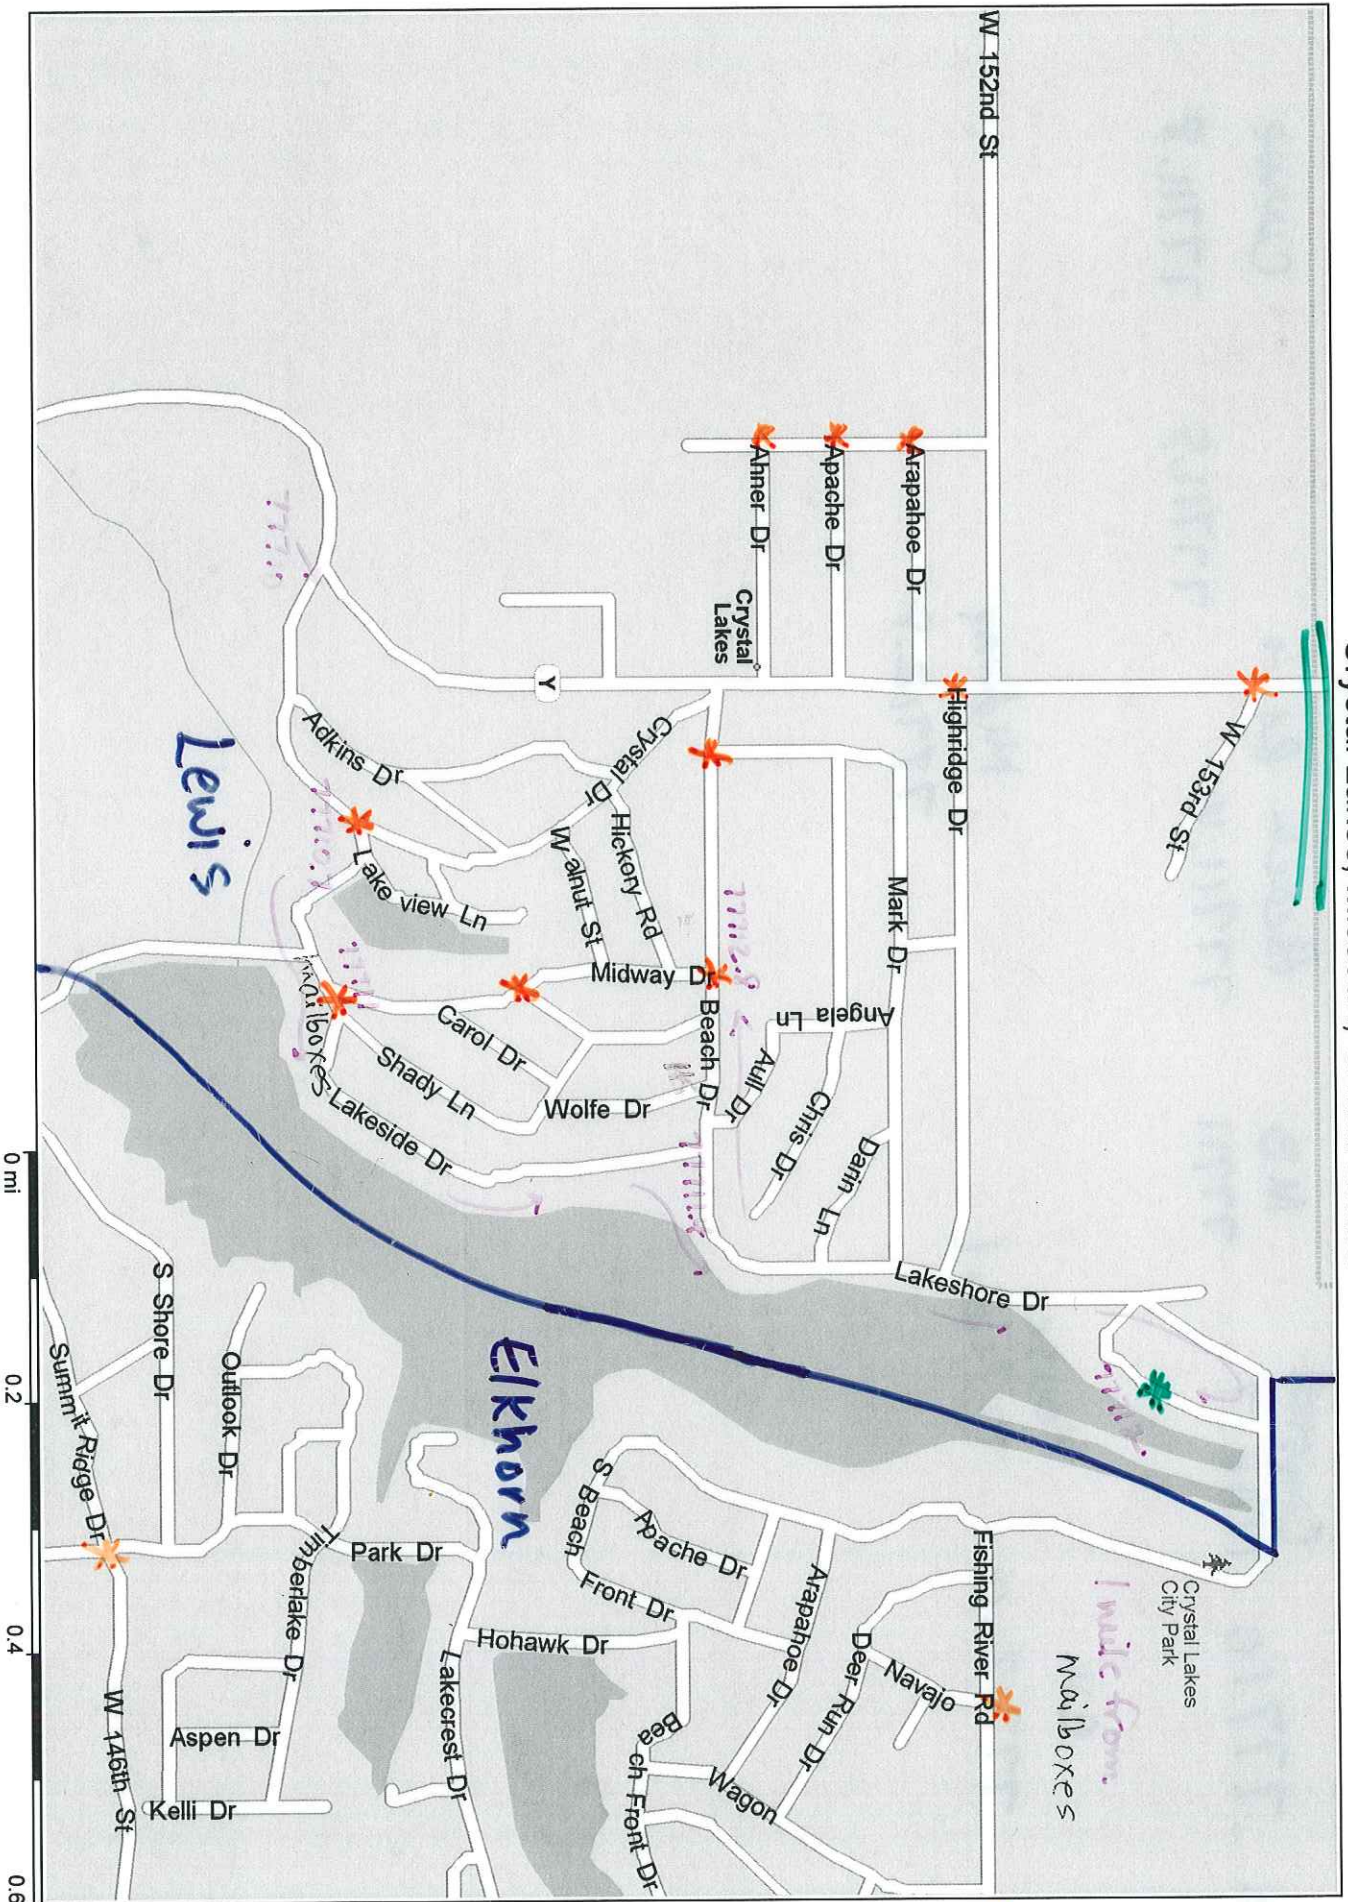 W 152nd St
W 153rd St
Highridge Dr
Arapahoe Dr
Apache Dr
Ahner Dr
Crystal
Lakes
Y
Crystal Dr
Adkins Dr
Lake view Ln
Walnut St
Hickory Rd
Midway Dr
Beach Dr
Mark Dr
Angela Ln
Aull Dr
Chris Dr
Darin Ln
Carol Dr
Shady Ln
Wolfe Dr
Lakeside Dr
Lakeshore Dr
mailboxes
Lewis
Elkhorn
S Shore Dr
Summit Ridge Dr
Outlook Dr
Timberlake Dr
Park Dr
S Beach Front Dr
Apache Dr
Arapahoe Dr
Hohawk Dr
Lakecrest Dr
Fishing River Rd
Navajo
Deer Run Dr
Wagon
Beach Front Dr
Aspen Dr
Kelli Dr
W 146th St
Crystal Lakes
City Park
1 mile from
mailboxes
0 mi
0.2
0.4
0.6